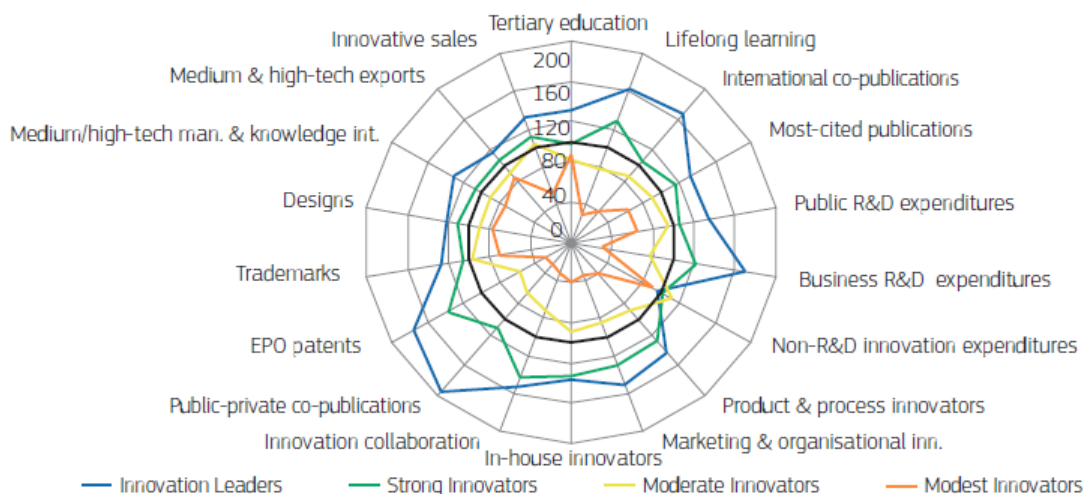 Tertiary education
Innovative sales
Lifelong learning
200
Medium & high-tech exports
International co-publications
160
Medium/high-tech man. & knowledge int.
120
Most-cited publications
80
Designs
40
Public R&D expenditures
0
Trademarks
Business R&D expenditures
EPO patents
Non-R&D innovation expenditures
Public-private co-publications
Product & process innovators
Innovation collaboration
Marketing & organisational inn.
In-house innovators
Innovation Leaders
Strong Innovators
Moderate Innovators
Modest Innovators